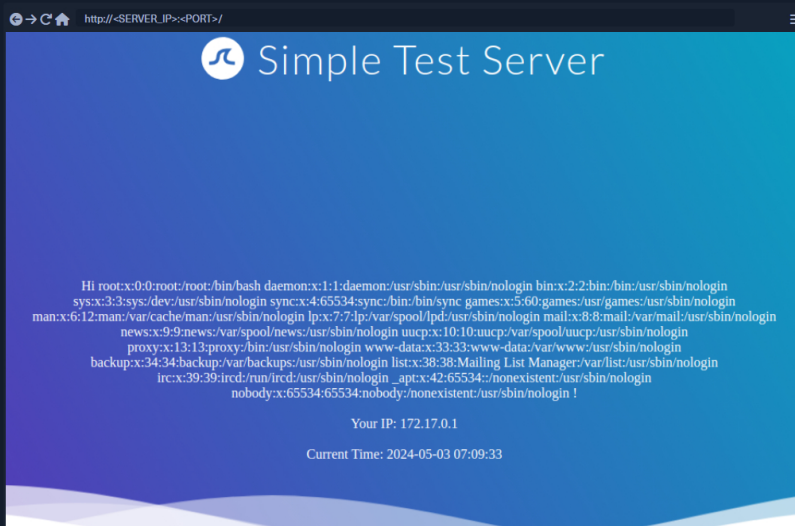 http://<SERVER_IP>:<PORT>/
Simple Test Server
Hi root:x:0:0:root:/root:/bin/bash daemon:x:1:1:daemon:/usr/sbin:/usr/sbin/nologin bin:x:2:2:bin:/bin:/usr/sbin/nologin
sys:x:3:3:sys:/dev:/usr/sbin/nologin sync:x:4:65534:sync:/bin:/bin/sync games:x:5:60:games:/usr/games:/usr/sbin/nologin
man:x:6:12:man:/var/cache/man:/usr/sbin/nologin lp:x:7:7:lp:/var/spool/lpd:/usr/sbin/nologin mail:x:8:8:mail:/var/mail:/usr/sbin/nologin
news:x:9:9:news:/var/spool/news:/usr/sbin/nologin uucp:x:10:10:uucp:/var/spool/uucp:/usr/sbin/nologin
proxy:x:13:13:proxy:/bin:/usr/sbin/nologin www-data:x:33:33:www-data:/var/www:/usr/sbin/nologin
backup:x:34:34:backup:/var/backups:/usr/sbin/nologin list:x:38:38:Mailing List Manager:/var/list:/usr/sbin/nologin
irc:x:39:39:ircd:/run/ircd:/usr/sbin/nologin _apt:x:42:65534::/nonexistent:/usr/sbin/nologin
nobody:x:65534:65534:nobody:/nonexistent:/usr/sbin/nologin !
Your IP: 172.17.0.1
Current Time: 2024-05-03 07:09:33